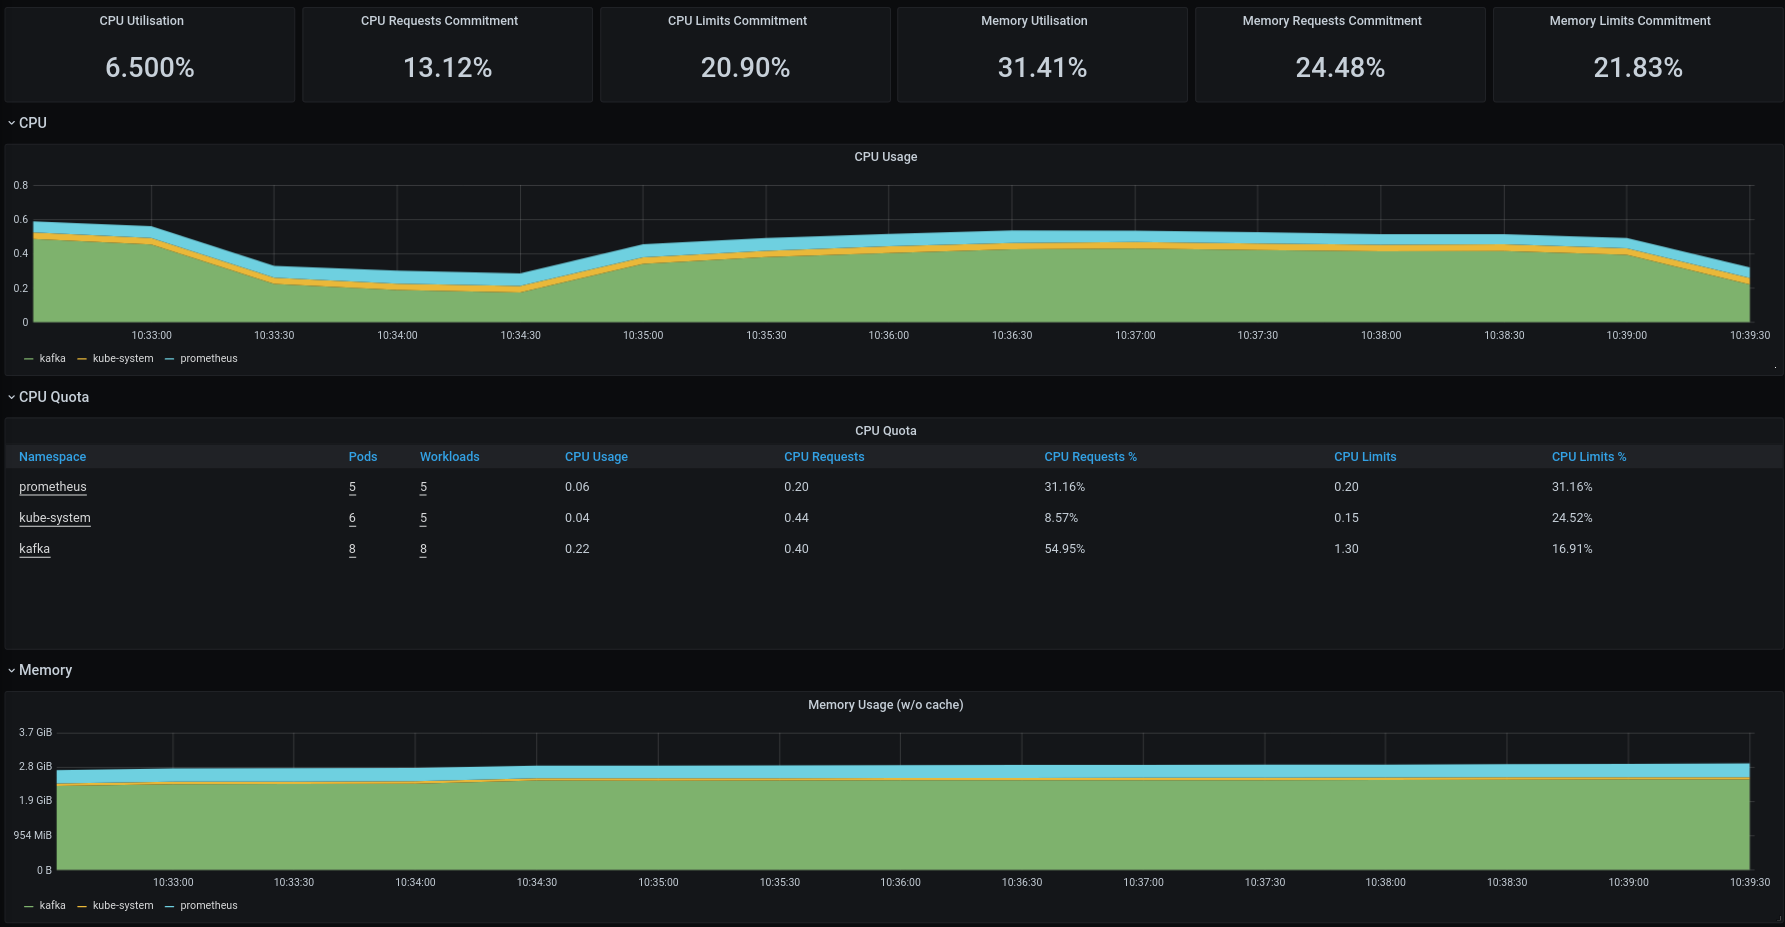 CPU Utilisation CPU Requests Commitment CPU Limits Commitment Memory Utilisation Memory Requests Commitment Memory Limits Commitment
6.500% 13.12% 20.90% 31.41% 24.48% 21.83%
CPU
CPU Usage
0.8
0.6
0.4
0.2
0
10:33:00 10:33:30 10:34:00 10:34:30 10:35:00 10:35:30 10:36:00 10:36:30 10:37:00 10:37:30 10:38:00 10:38:30 10:39:00 10:39:30
kafka kube-system prometheus
CPU Quota
CPU Quota
Namespace Pods Workloads CPU Usage CPU Requests CPU Requests % CPU Limits CPU Limits %
prometheus 5 5 0.06 0.20 31.16% 0.20 31.16%
kube-system 6 5 0.04 0.44 8.57% 0.15 24.52%
kafka 8 8 0.22 0.40 54.95% 1.30 16.91%
Memory
Memory Usage (w/o cache)
3.7 GiB
2.8 GiB
1.9 GiB
954 MiB
0 B
10:33:00 10:33:30 10:34:00 10:34:30 10:35:00 10:35:30 10:36:00 10:36:30 10:37:00 10:37:30 10:38:00 10:38:30 10:39:00 10:39:30
kafka kube-system prometheus